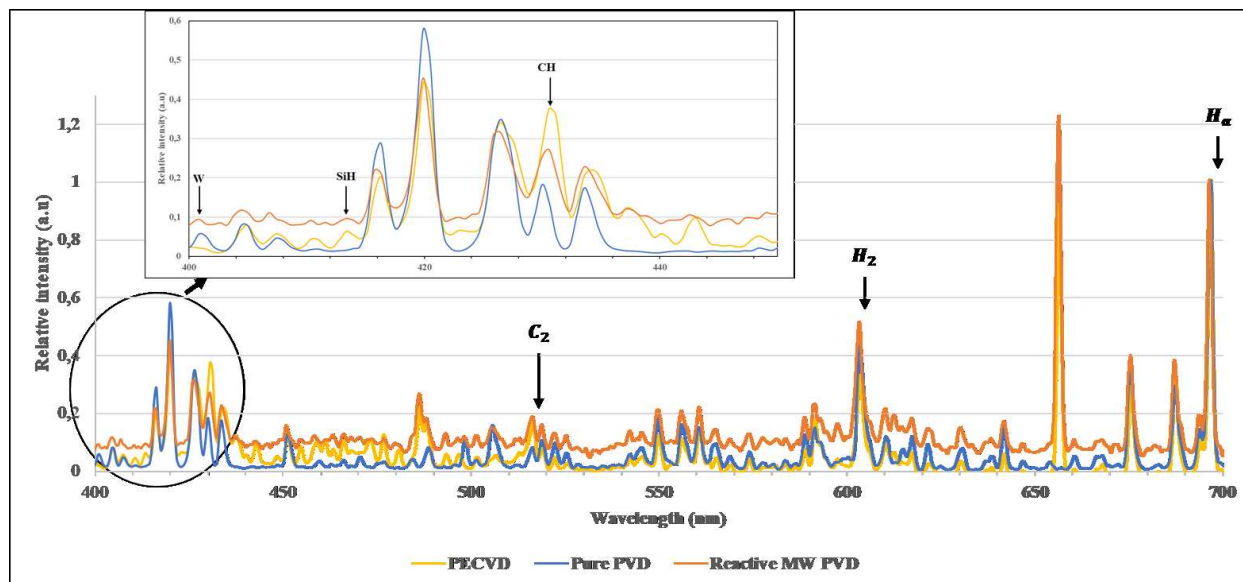 0,6
0,5
0,4
0,3
0,2
0,1
0
Relative intensity (a.u)
CH
W
SiH
400
420
440
1,2
1
0,8
0,6
0,4
0,2
0
Relative intensity (a.u)
C₂
H₂
Hα
400
450
500
550
600
650
700
Wavelength (nm)
PECVD
Pure PVD
Reactive MW PVD